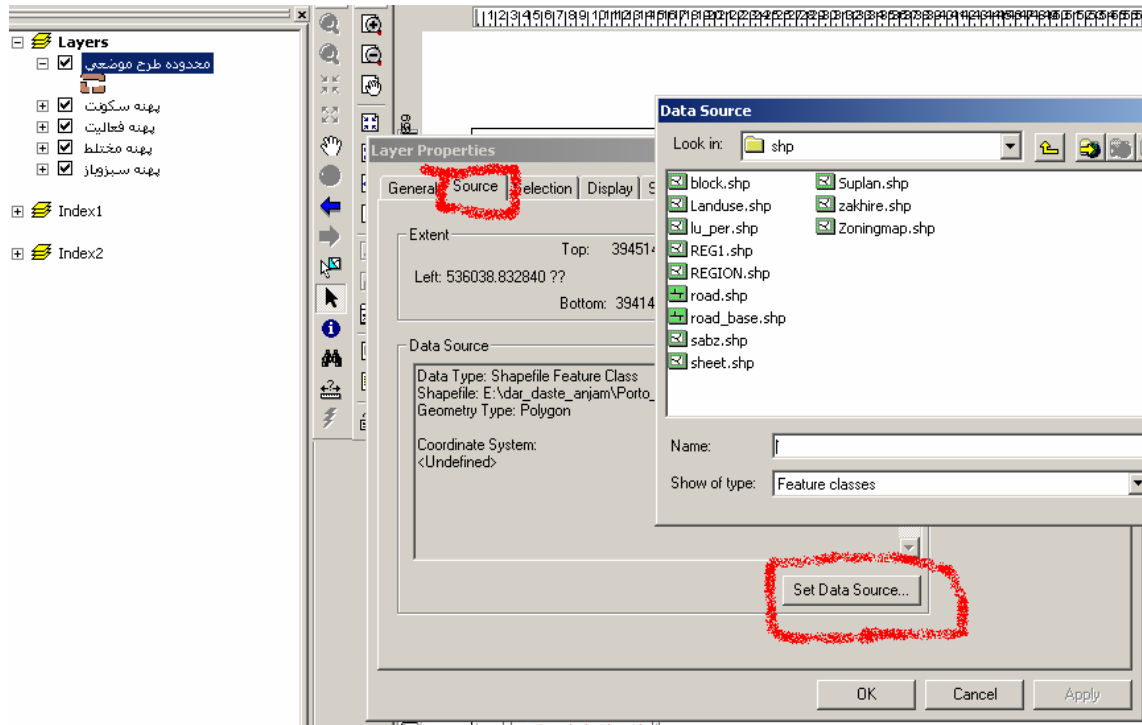 Layers
محدوده طرح موضعي
پهنه سكونت
پهنه فعاليت
پهنه مختلط
پهنه سبزوباز
Index1
Index2
Layer Properties
General
Source
election
Display
S
Extent
Top: 39451
Left: 536038.832840 ??
Bottom: 3941
Data Source
Data Type: Shapefile Feature Class
Shapefile: E:\dar_daste_anjam\Porto_
Geometry Type: Polygon
Coordinate System:
<Undefined>
Set Data Source...
OK
Cancel
Apply
Data Source
Look in:
shp
block.shp
Landuse.shp
lu_per.shp
REG1.shp
REGION.shp
road.shp
road_base.shp
sabz.shp
sheet.shp
Suplan.shp
zakhire.shp
Zoningmap.shp
Name:
Show of type:
Feature classes